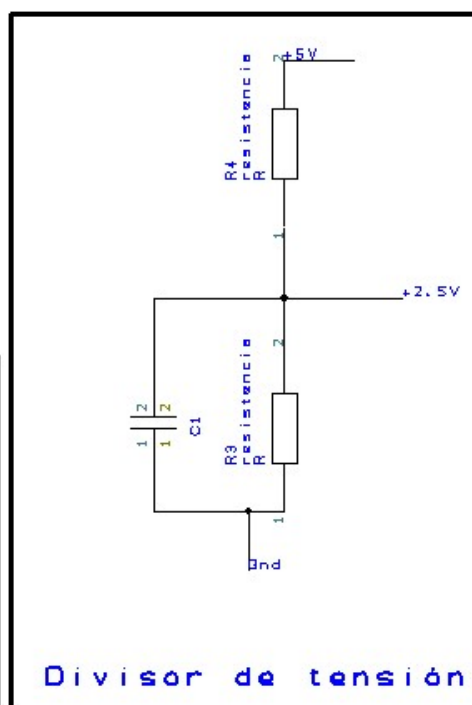 2
+5V
R4
resistencia
R
1
+2.5V
2
R3
resistencia
R
2
2
C1
1
1
1
Gnd
Divisor de tensión